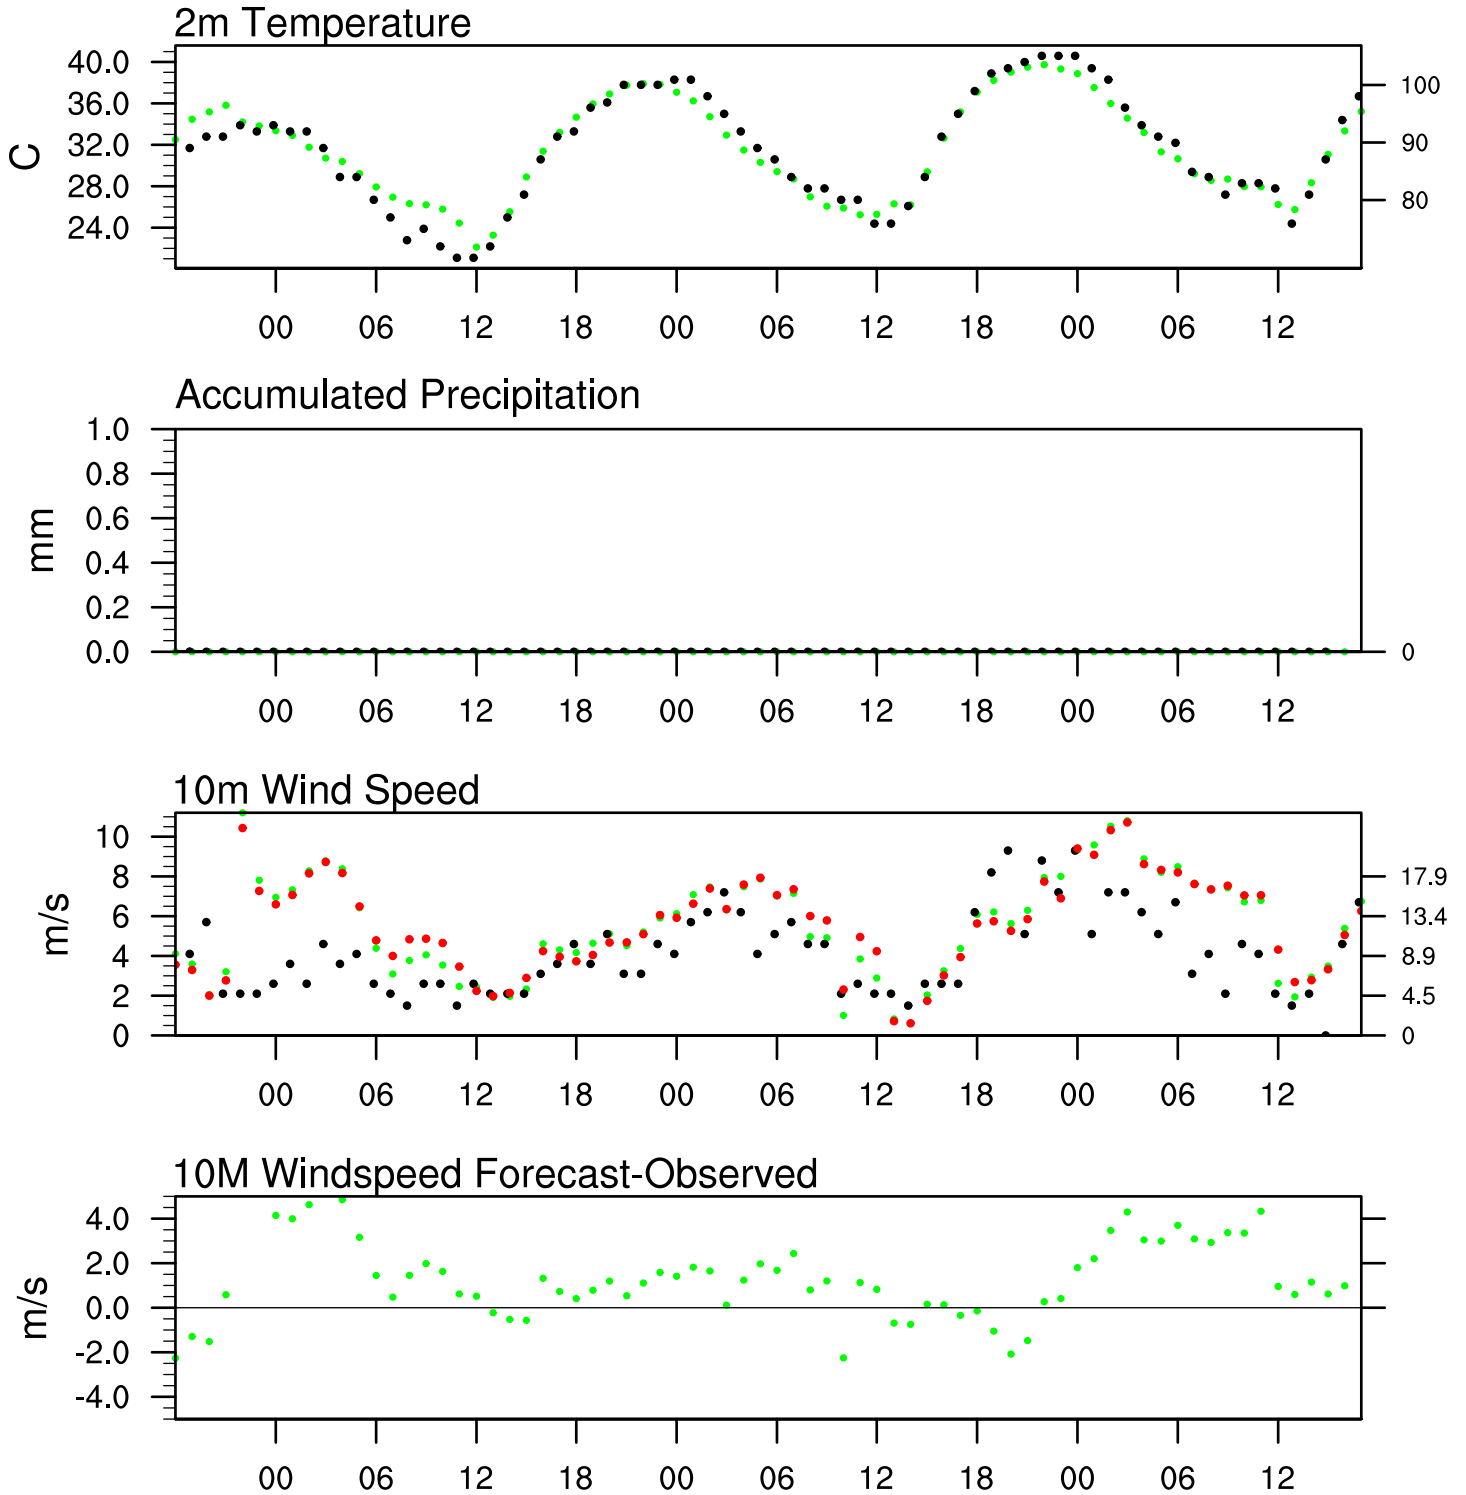 2m Temperature
40.0
36.0
32.0
28.0
24.0
C
100
90
80
00 06 12 18 00 06 12 18 00 06 12
Accumulated Precipitation
1.0
0.8
0.6
0.4
0.2
0.0
mm
0
00 06 12 18 00 06 12 18 00 06 12
10m Wind Speed
10
8
6
4
2
0
m/s
17.9
13.4
8.9
4.5
0
00 06 12 18 00 06 12 18 00 06 12
10M Windspeed Forecast-Observed
4.0
2.0
0.0
-2.0
-4.0
m/s
00 06 12 18 00 06 12 18 00 06 12